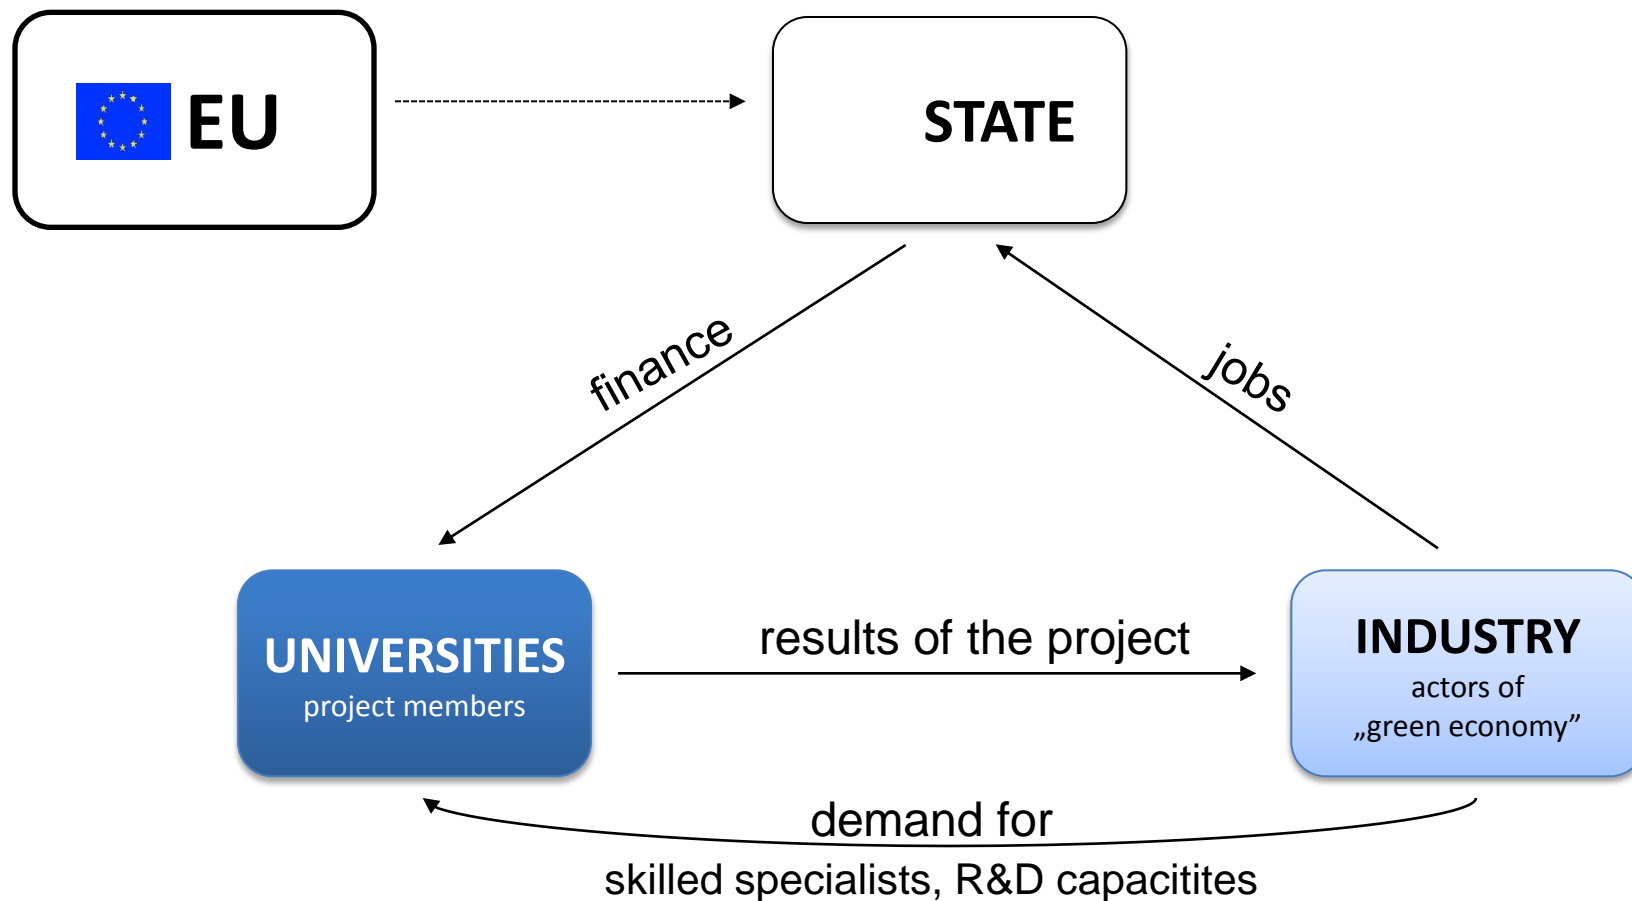 EU
STATE
finance
jobs
UNIVERSITIES
project members
results of the project
INDUSTRY
actors of
„green economy”
demand for
skilled specialists, R&D capacitites